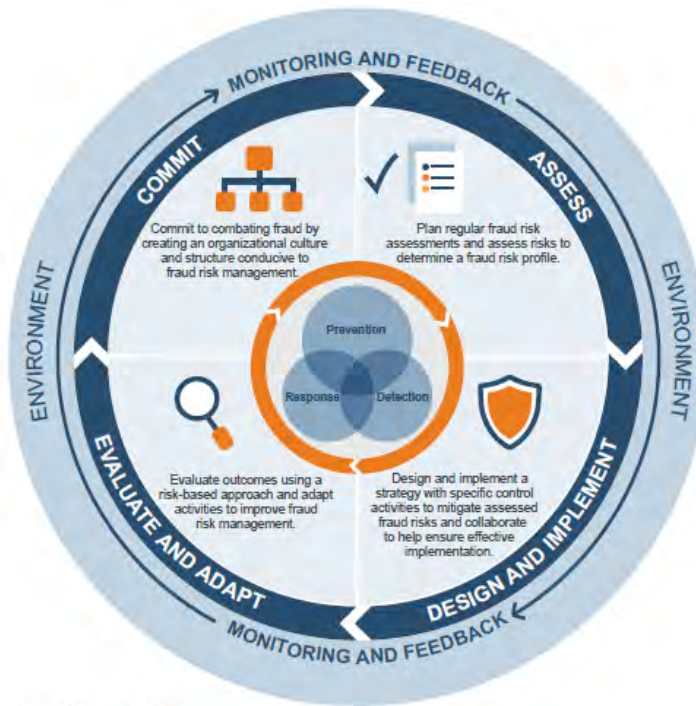 MONITORING AND FEEDBACK
COMMIT
ASSESS
Commit to combating fraud by
creating an organizational culture
and structure conducive to
fraud risk management.
Plan regular fraud risk
assessments and assess risks to
determine a fraud risk profile.
ENVIRONMENT
ENVIRONMENT
Prevention
Response
Detection
Evaluate outcomes using a
risk-based approach and adapt
activities to improve fraud
risk management.
Design and implement a
strategy with specific control
activities to mitigate assessed
fraud risks and collaborate
to help ensure effective
implementation.
EVALUATE AND ADAPT
DESIGN AND IMPLEMENT
MONITORING AND FEEDBACK